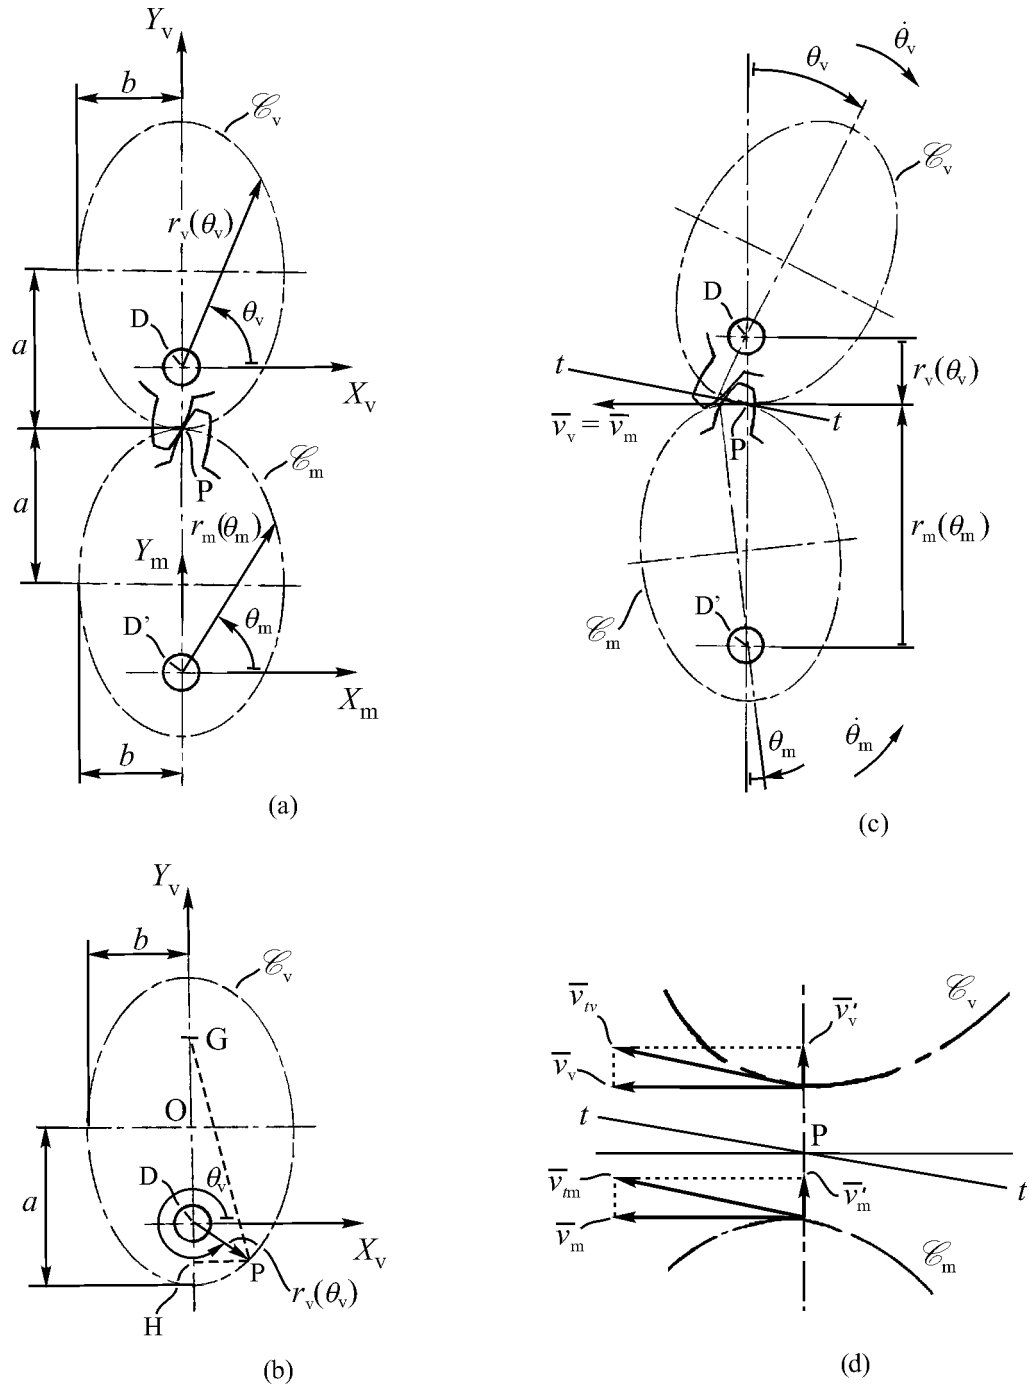 Y_v
b
𝒞_v
r_v(θ_v)
D
θ_v
a
X_v
𝒞_m
P
a
r_m(θ_m)
Y_m
D'
θ_m
X_m
b
(a)
θ_v
θ̇_v
𝒞_v
D
t
r_v(θ_v)
v̄_v = v̄_m
P
t
r_m(θ_m)
𝒞_m
D'
θ_m
θ̇_m
(c)
Y_v
b
𝒞_v
G
O
a
D
θ_v
X_v
P
r_v(θ_v)
H
(b)
v̄_tv
v̄'_v
𝒞_v
v̄_v
t
P
v̄_tm
v̄'_m
t
v̄_m
𝒞_m
(d)